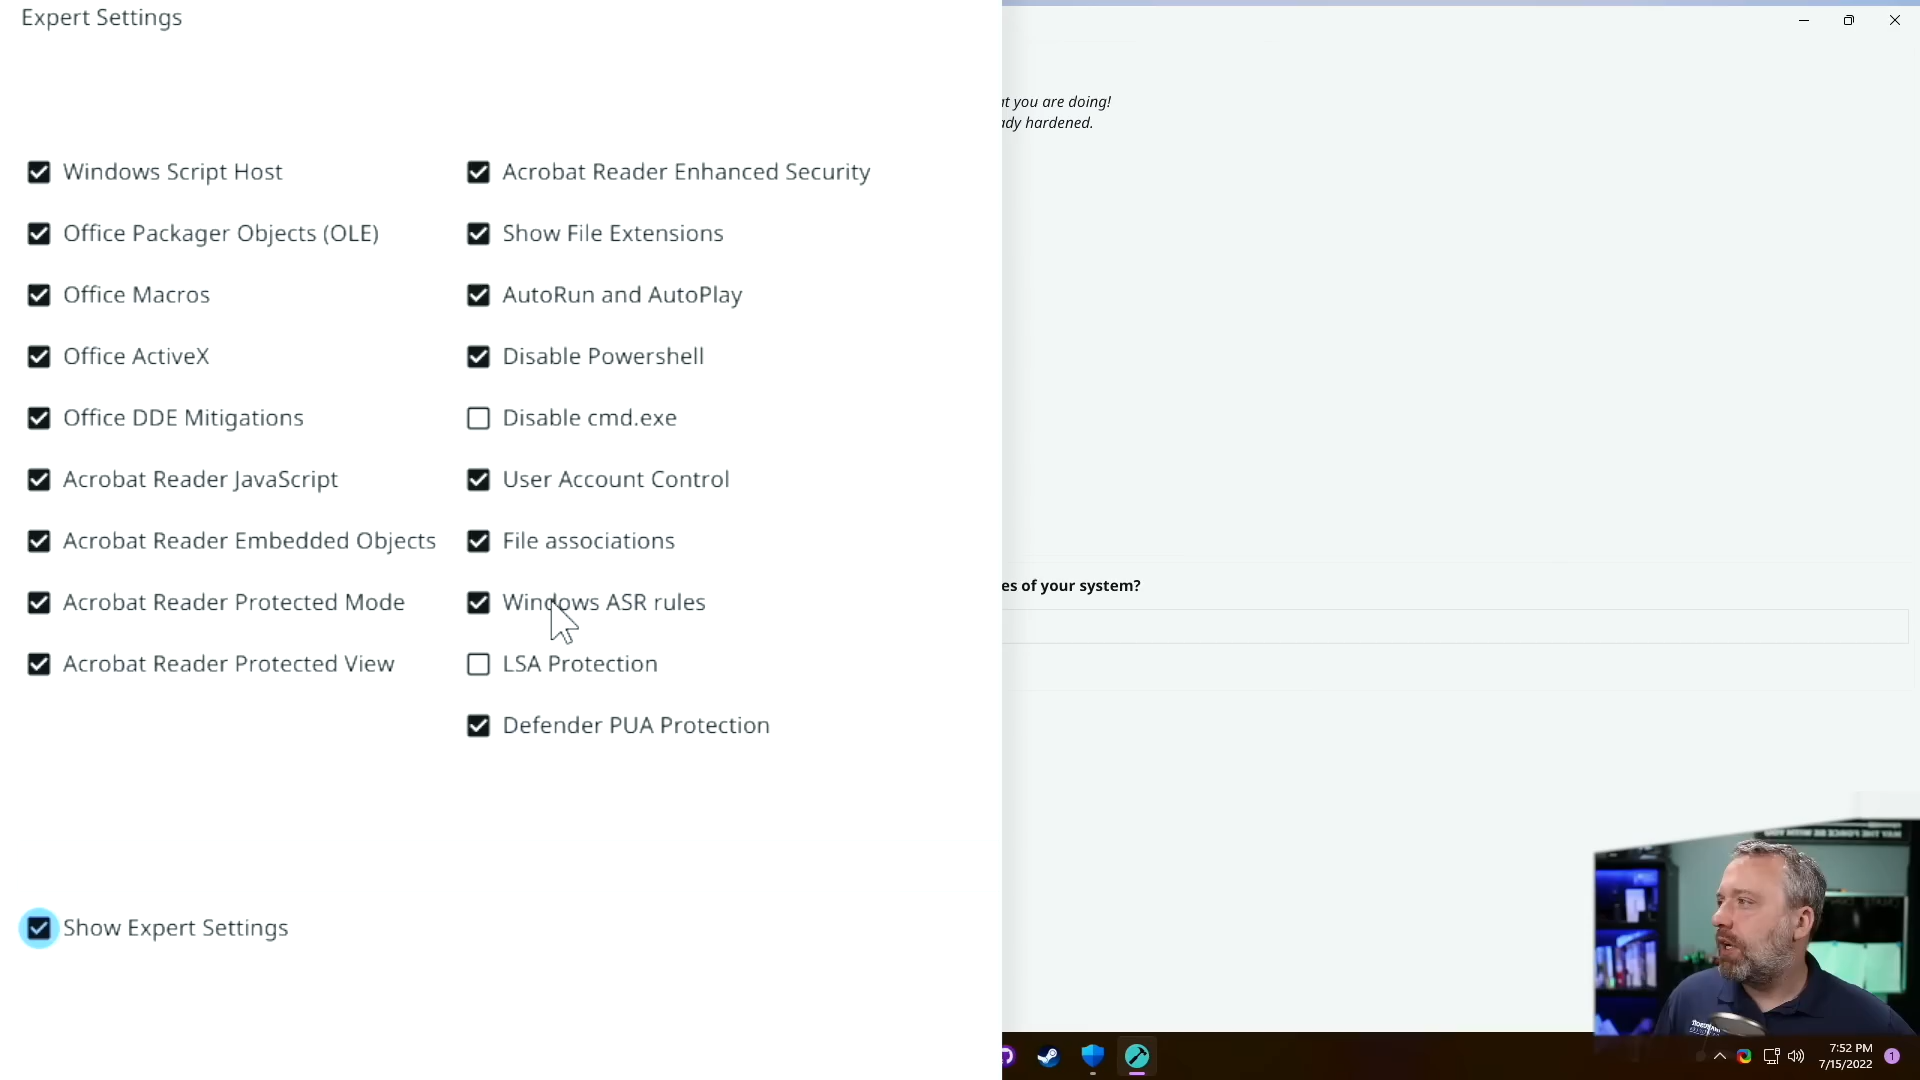 Expert Settings
at you are doing!
ady hardened.
Windows Script Host
Office Packager Objects (OLE)
Office Macros
Office ActiveX
Office DDE Mitigations
Acrobat Reader JavaScript
Acrobat Reader Embedded Objects
Acrobat Reader Protected Mode
Acrobat Reader Protected View
Acrobat Reader Enhanced Security
Show File Extensions
AutoRun and AutoPlay
Disable Powershell
Disable cmd.exe
User Account Control
File associations
Windows ASR rules
LSA Protection
Defender PUA Protection
es of your system?
Show Expert Settings
7:52 PM
7/15/2022
1